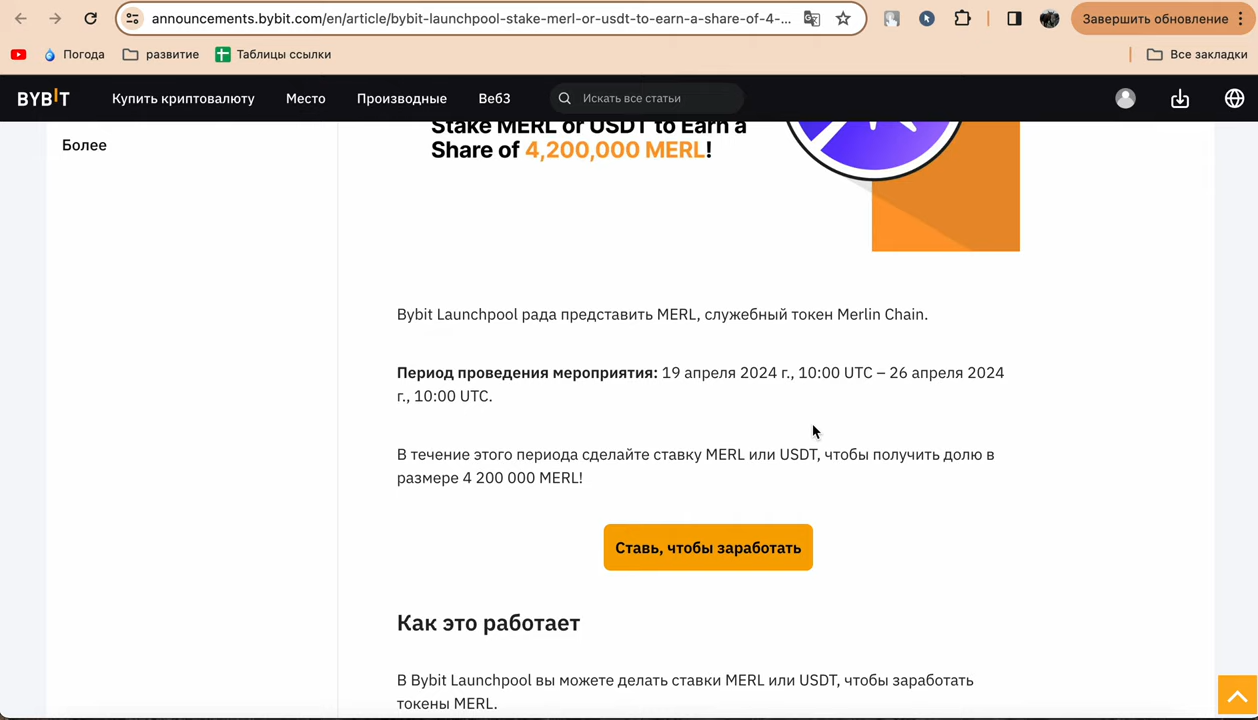 announcements.bybit.com/en/article/bybit-launchpool-stake-merl-or-usdt-to-earn-a-share-of-4-...
Завершить обновление
Погода
развитие
Таблицы ссылки
Все закладки
BYBIT
Купить криптовалюту
Место
Производные
Веб3
Искать все статьи
Более
Stake MERL or USDT to Earn a
Share of 4,200,000 MERL!
Bybit Launchpool рада представить MERL, служебный токен Merlin Chain.
Период проведения мероприятия: 19 апреля 2024 г., 10:00 UTC – 26 апреля 2024
г., 10:00 UTC.
В течение этого периода сделайте ставку MERL или USDT, чтобы получить долю в
размере 4 200 000 MERL!
Ставь, чтобы заработать
Как это работает
В Bybit Launchpool вы можете делать ставки MERL или USDT, чтобы заработать
токены MERL.